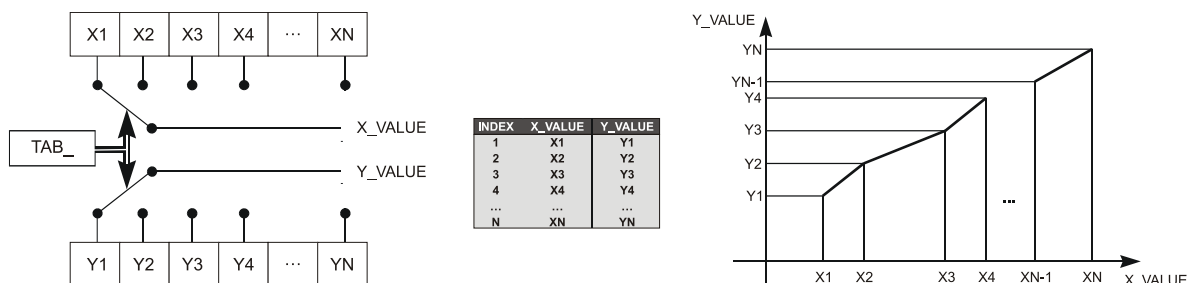 X1 X2 X3 X4 ... XN
TAB_
X_VALUE
Y_VALUE
Y1 Y2 Y3 Y4 ... YN
INDEX X_VALUE Y_VALUE
1 X1 Y1
2 X2 Y2
3 X3 Y3
4 X4 Y4
... ... ...
N XN YN
Y_VALUE
YN
YN-1
Y4
Y3
Y2
Y1
...
X1 X2 X3 X4 XN-1 XN X_VALUE